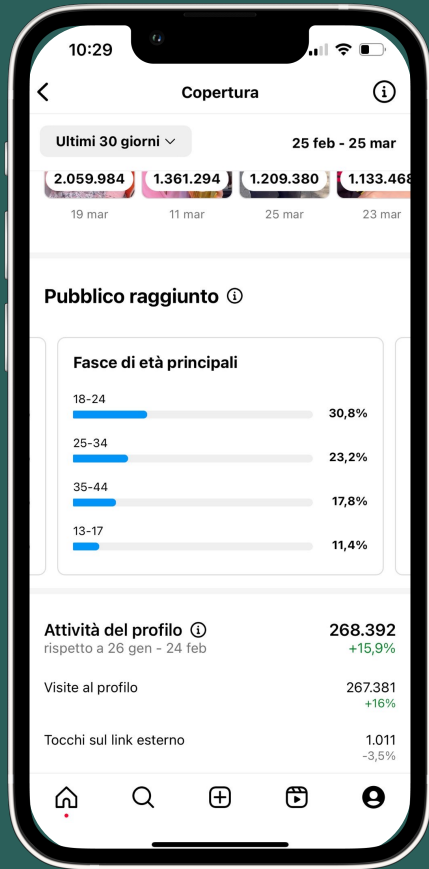 10:29
Copertura
Ultimi 30 giorni
25 feb - 25 mar
2.059.984
1.361.294
1.209.380
1.133.468
19 mar
11 mar
25 mar
23 mar
Pubblico raggiunto
Fasce di età principali
18-24
30,8%
25-34
23,2%
35-44
17,8%
13-17
11,4%
Attività del profilo
268.392
rispetto a 26 gen - 24 feb
+15,9%
Visite al profilo
267.381
+16%
Tocchi sul link esterno
1.011
-3,5%